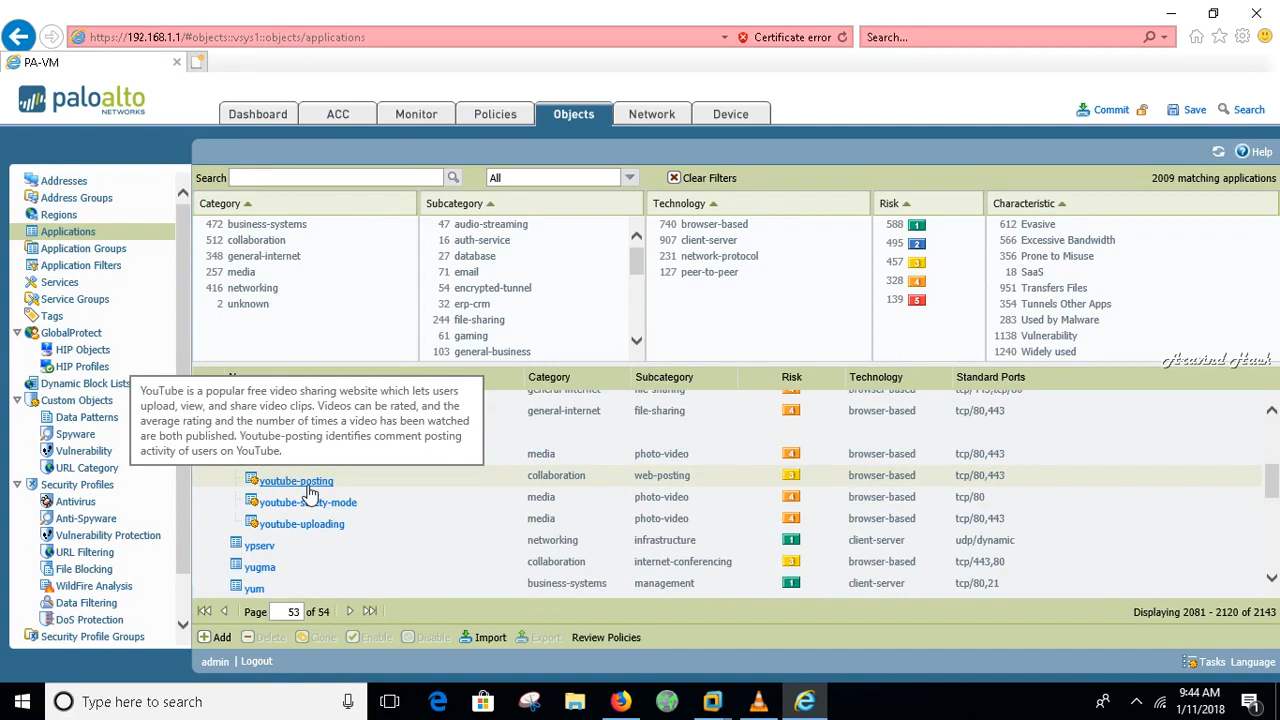 https://192.168.1.1/#objects::vsys1::objects/applications
Certificate error
Search...
PA-VM
paloalto
NETWORKS
Dashboard
ACC
Monitor
Policies
Objects
Network
Device
Commit
Save
Search
Help
Addresses
Address Groups
Regions
Applications
Application Groups
Application Filters
Services
Service Groups
Tags
GlobalProtect
HIP Objects
HIP Profiles
Dynamic Block Lists
Custom Objects
Data Patterns
Spyware
Vulnerability
URL Category
Security Profiles
Antivirus
Anti-Spyware
Vulnerability Protection
URL Filtering
File Blocking
WildFire Analysis
Data Filtering
DoS Protection
Security Profile Groups
Search
All
Clear Filters
2009 matching applications
Category
472 business-systems
512 collaboration
348 general-internet
257 media
416 networking
2 unknown
Subcategory
47 audio-streaming
16 auth-service
27 database
71 email
54 encrypted-tunnel
32 erp-crm
244 file-sharing
61 gaming
103 general-business
Technology
740 browser-based
907 client-server
231 network-protocol
127 peer-to-peer
Risk
588 1
495 2
457 3
328 4
139 5
Characteristic
612 Evasive
566 Excessive Bandwidth
356 Prone to Misuse
18 SaaS
951 Transfers Files
354 Tunnels Other Apps
283 Used by Malware
1138 Vulnerability
1240 Widely used
Aravind Hack
Category Subcategory Risk Technology Standard Ports
general-internet file-sharing 4 browser-based tcp/80,443
media photo-video 4 browser-based tcp/80,443
YouTube is a popular free video sharing website which lets users
upload, view, and share video clips. Videos can be rated, and the
average rating and the number of times a video has been watched
are both published. Youtube-posting identifies comment posting
activity of users on YouTube.
youtube-posting collaboration web-posting 3 browser-based tcp/80,443
youtube-safety-mode media photo-video 4 browser-based tcp/80
youtube-uploading media photo-video 4 browser-based tcp/80,443
ypserv networking infrastructure 1 client-server udp/dynamic
yugma collaboration internet-conferencing 3 browser-based tcp/443,80
yum business-systems management 1 client-server tcp/80,21
Page 53 of 54
Displaying 2081 - 2120 of 2143
Add
Delete
Clone
Enable
Disable
Import
Export
Review Policies
admin | Logout
Tasks
Language
Type here to search
9:44 AM
1/11/2018
1